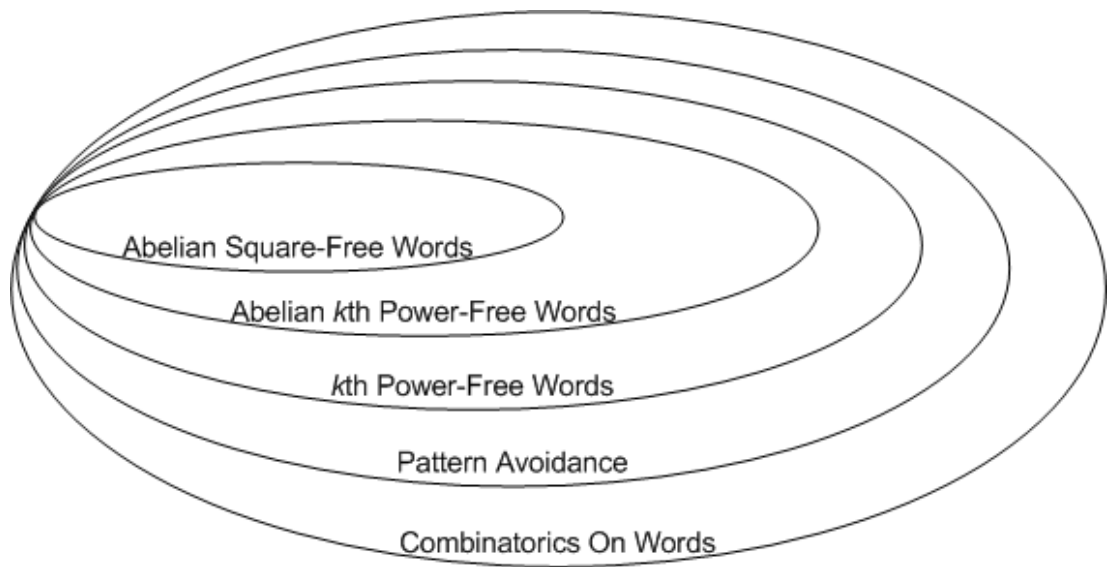 Abelian Square-Free Words
Abelian kth Power-Free Words
kth Power-Free Words
Pattern Avoidance
Combinatorics On Words